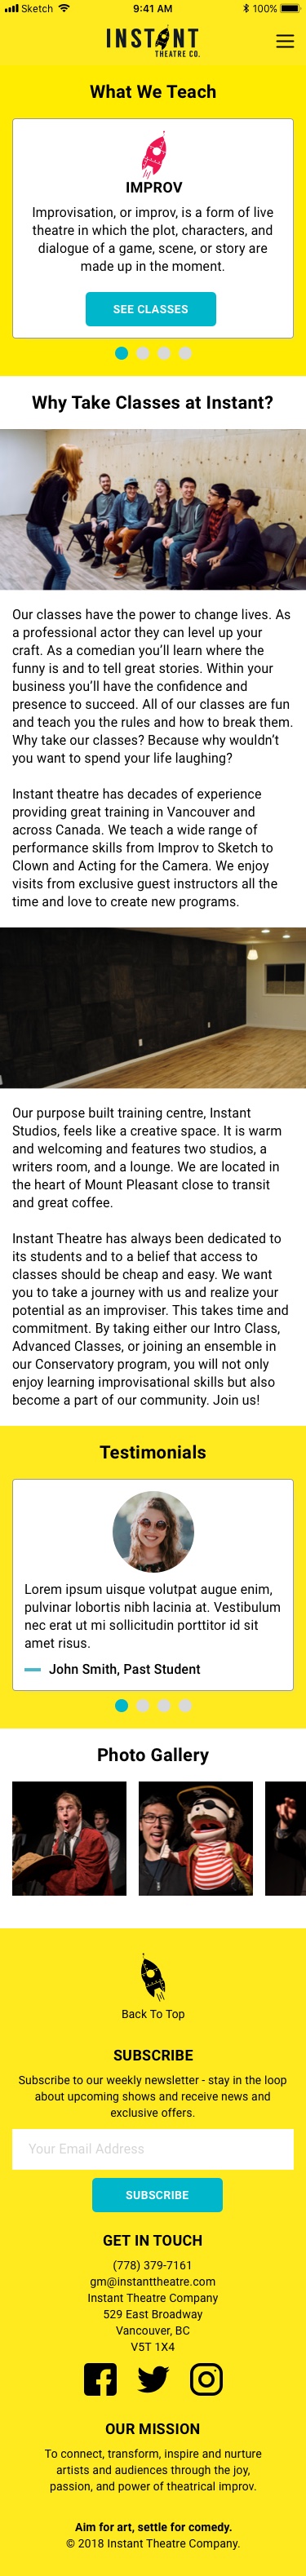 Sketch
9:41 AM
100%
INSTANT
THEATRE CO.
What We Teach
IMPROV
Improvisation, or improv, is a form of live
theatre in which the plot, characters, and
dialogue of a game, scene, or story are
made up in the moment.
SEE CLASSES
Why Take Classes at Instant?
Our classes have the power to change lives. As
a professional actor they can level up your
craft. As a comedian you’ll learn where the
funny is and to tell great stories. Within your
business you’ll have the confidence and
presence to succeed. All of our classes are fun
and teach you the rules and how to break them.
Why take our classes? Because why wouldn’t
you want to spend your life laughing?
Instant theatre has decades of experience
providing great training in Vancouver and
across Canada. We teach a wide range of
performance skills from Improv to Sketch to
Clown and Acting for the Camera. We enjoy
visits from exclusive guest instructors all the
time and love to create new programs.
Our purpose built training centre, Instant
Studios, feels like a creative space. It is warm
and welcoming and features two studios, a
writers room, and a lounge. We are located in
the heart of Mount Pleasant close to transit
and great coffee.
Instant Theatre has always been dedicated to
its students and to a belief that access to
classes should be cheap and easy. We want
you to take a journey with us and realize your
potential as an improviser. This takes time and
commitment. By taking either our Intro Class,
Advanced Classes, or joining an ensemble in
our Conservatory program, you will not only
enjoy learning improvisational skills but also
become a part of our community. Join us!
Testimonials
Lorem ipsum uisque volutpat augue enim,
pulvinar lobortis nibh lacinia at. Vestibulum
nec erat ut mi sollicitudin porttitor id sit
amet risus.
John Smith, Past Student
Photo Gallery
Back To Top
SUBSCRIBE
Subscribe to our weekly newsletter - stay in the loop
about upcoming shows and receive news and
exclusive offers.
Your Email Address
SUBSCRIBE
GET IN TOUCH
(778) 379-7161
gm@instanttheatre.com
Instant Theatre Company
529 East Broadway
Vancouver, BC
V5T 1X4
OUR MISSION
To connect, transform, inspire and nurture
artists and audiences through the joy,
passion, and power of theatrical improv.
Aim for art, settle for comedy.
© 2018 Instant Theatre Company.